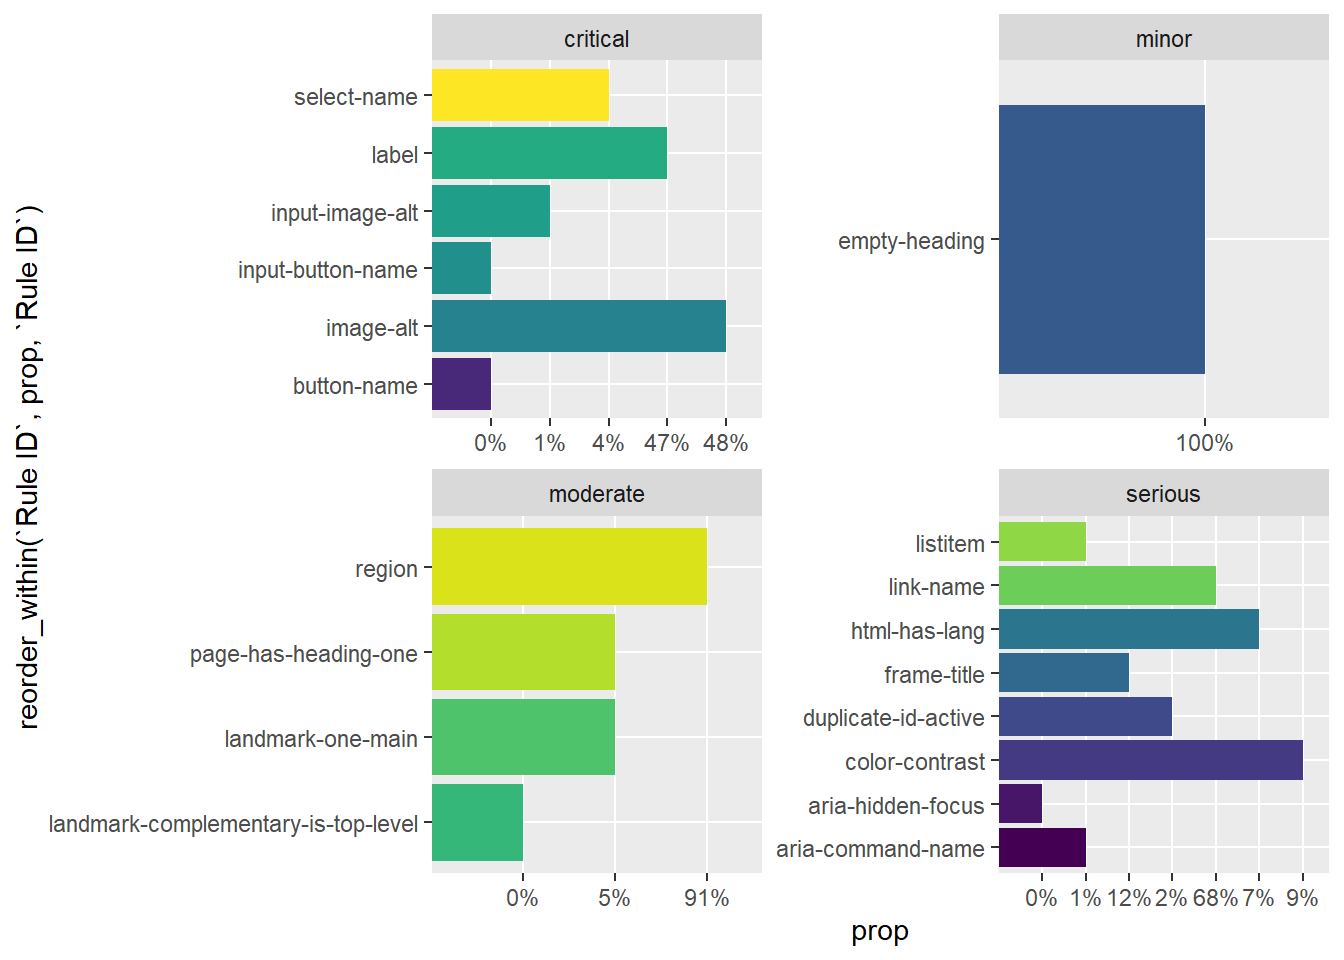 critical
minor
select-name
label
input-image-alt
input-button-name
image-alt
button-name
empty-heading
0% 1% 4% 47% 48%
100%
reorder_within(`Rule ID`, prop, `Rule ID`)
moderate
serious
region
page-has-heading-one
landmark-one-main
landmark-complementary-is-top-level
listitem
link-name
html-has-lang
frame-title
duplicate-id-active
color-contrast
aria-hidden-focus
aria-command-name
0% 5% 91%
0% 1% 12% 2% 68% 7% 9%
prop